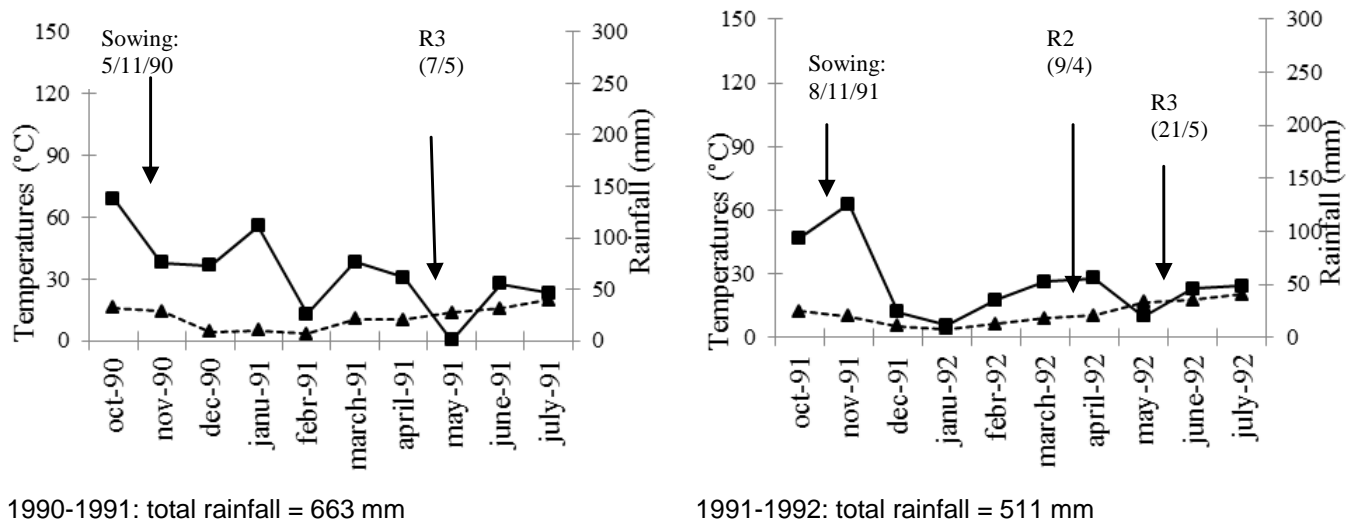 150
120
90
60
30
0
Temperatures (°C)
300
250
200
150
100
50
0
Rainfall (mm)
Sowing:
5/11/90
R3
(7/5)
oct-90
nov-90
dec-90
janu-91
febr-91
march-91
april-91
may-91
june-91
july-91
1990-1991: total rainfall = 663 mm
150
120
90
60
30
0
Temperatures (°C)
300
250
200
150
100
50
0
Rainfall (mm)
Sowing:
8/11/91
R2
(9/4)
R3
(21/5)
oct-91
nov-91
dec-91
janu-92
febr-92
march-92
april-92
may-92
june-92
july-92
1991-1992: total rainfall = 511 mm